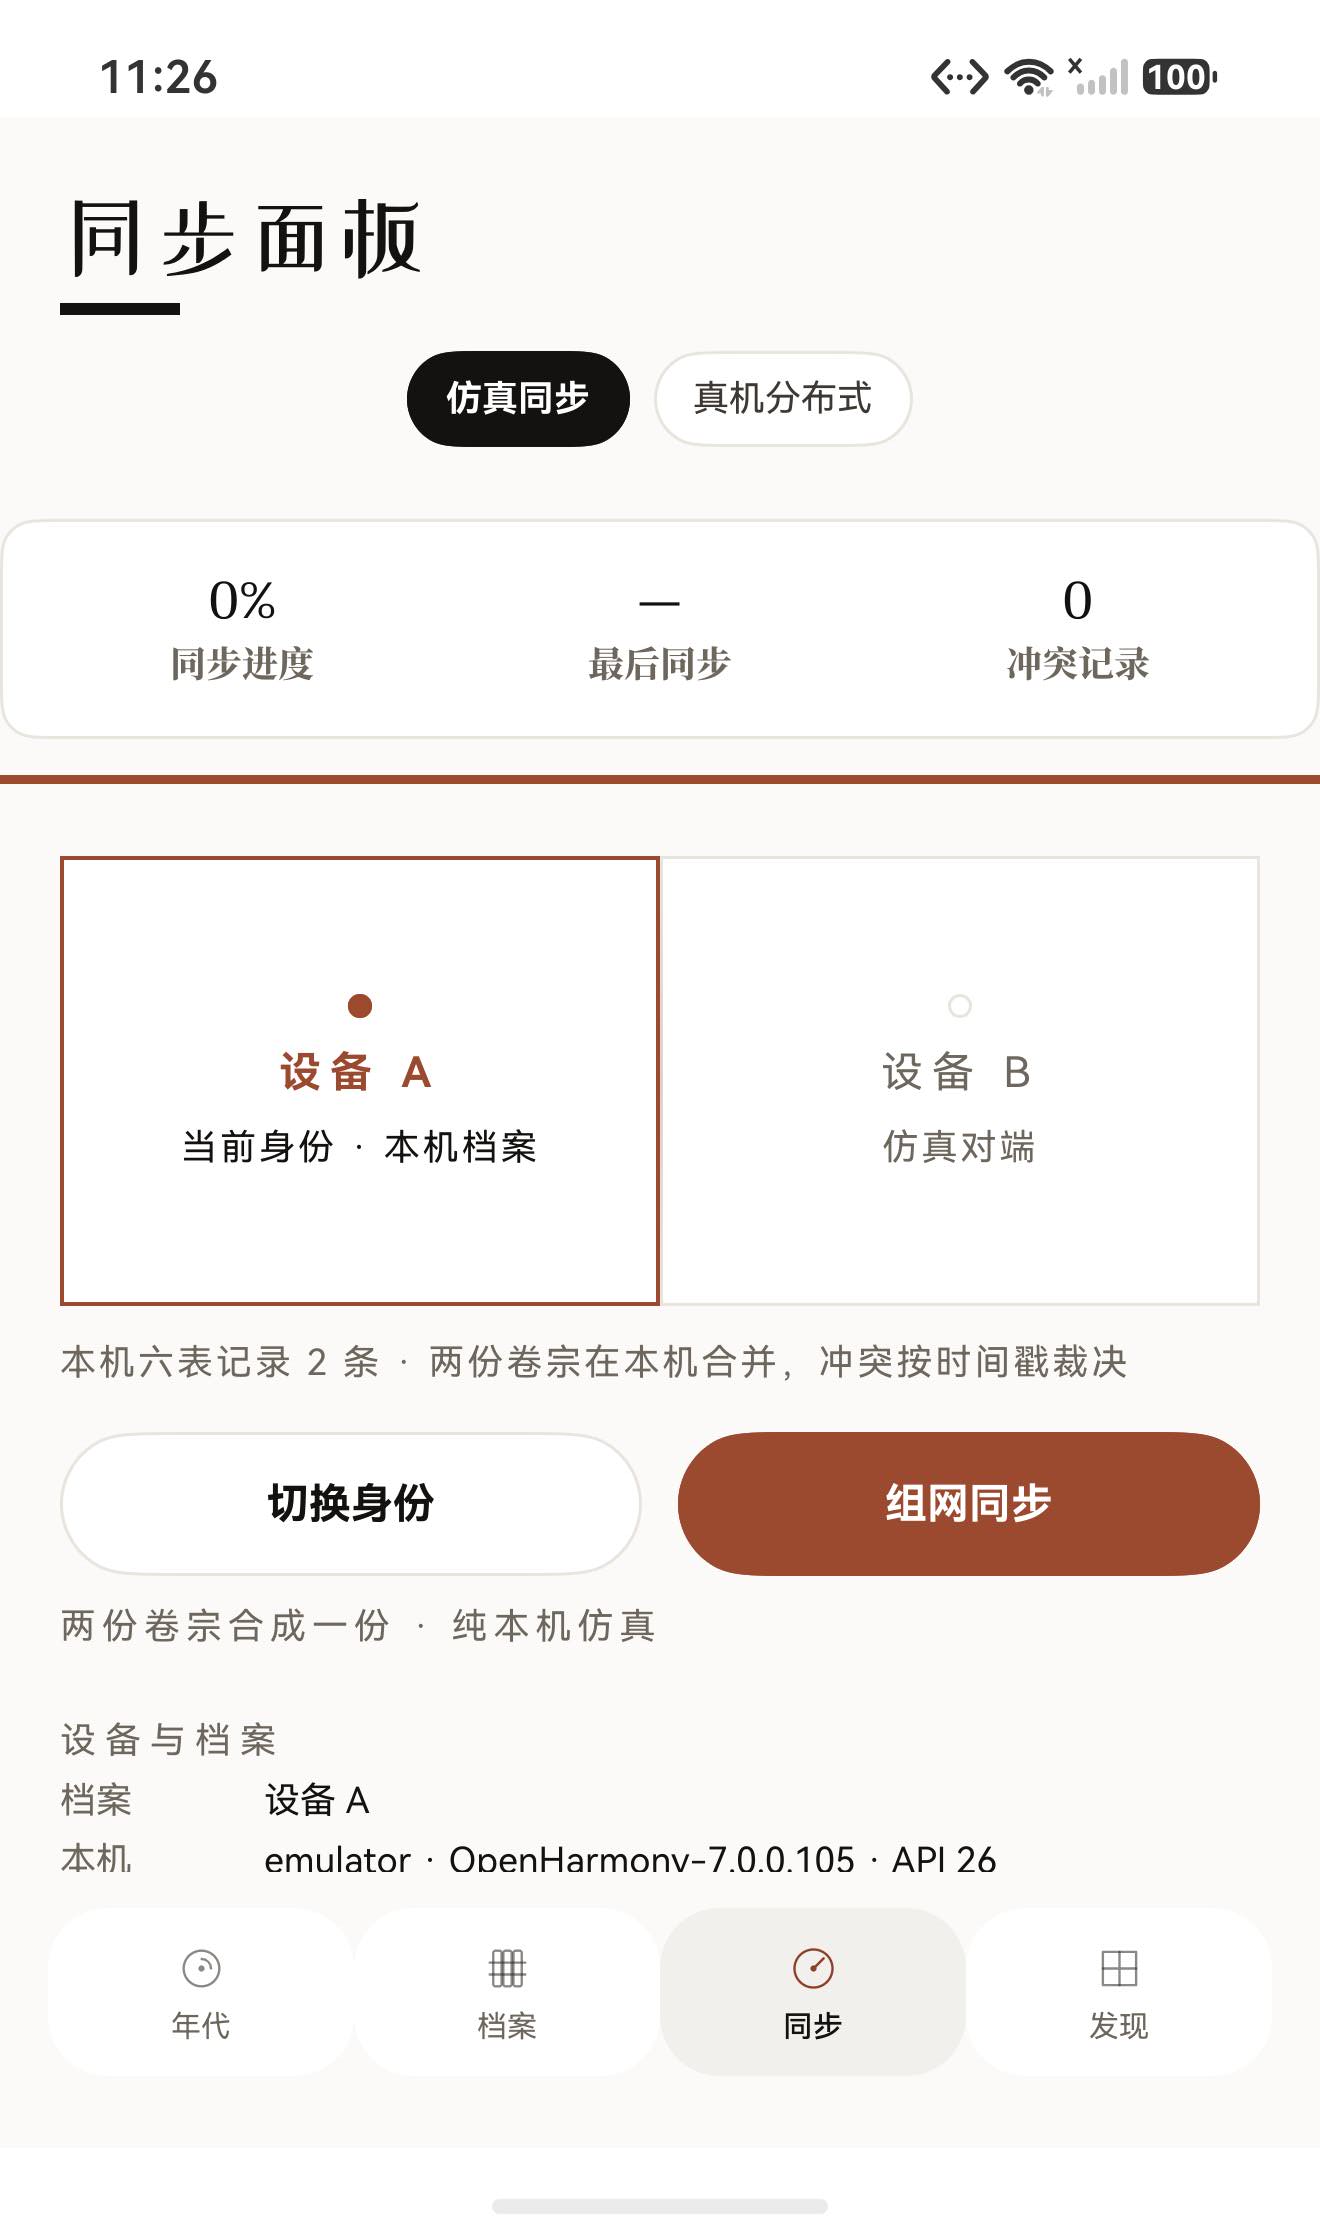 11:26
100
同步面板
仿真同步
真机分布式
0%
—
0
同步进度
最后同步
冲突记录
设备 A
设备 B
当前身份 · 本机档案
仿真对端
本机六表记录 2 条 · 两份卷宗在本机合并，冲突按时间戳裁决
切换身份
组网同步
两份卷宗合成一份 · 纯本机仿真
设备与档案
档案 设备 A
本机 emulator · OpenHarmony-7.0.0.105 · API 26
年代
档案
同步
发现